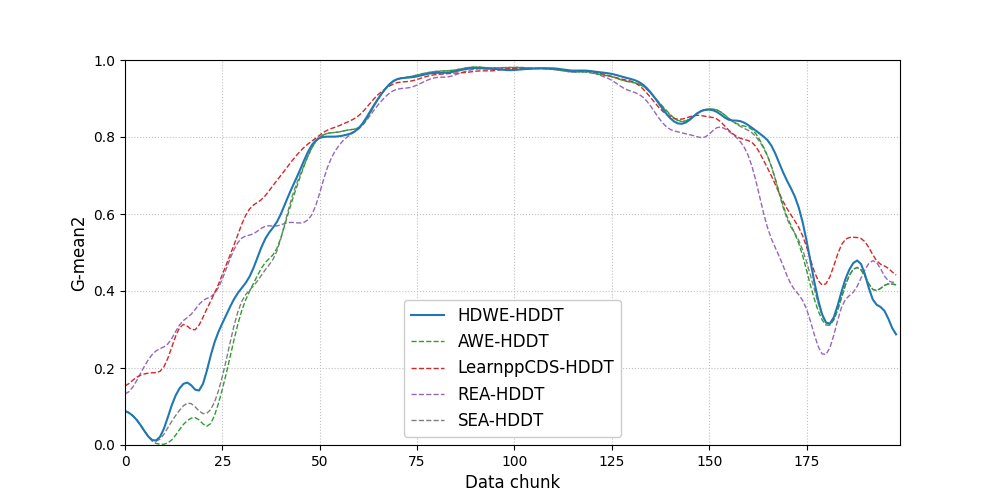 1.0
0.8
0.6
0.4
0.2
0.0
G-mean2
HDWE-HDDT
AWE-HDDT
LearnppCDS-HDDT
REA-HDDT
SEA-HDDT
0 25 50 75 100 125 150 175
Data chunk